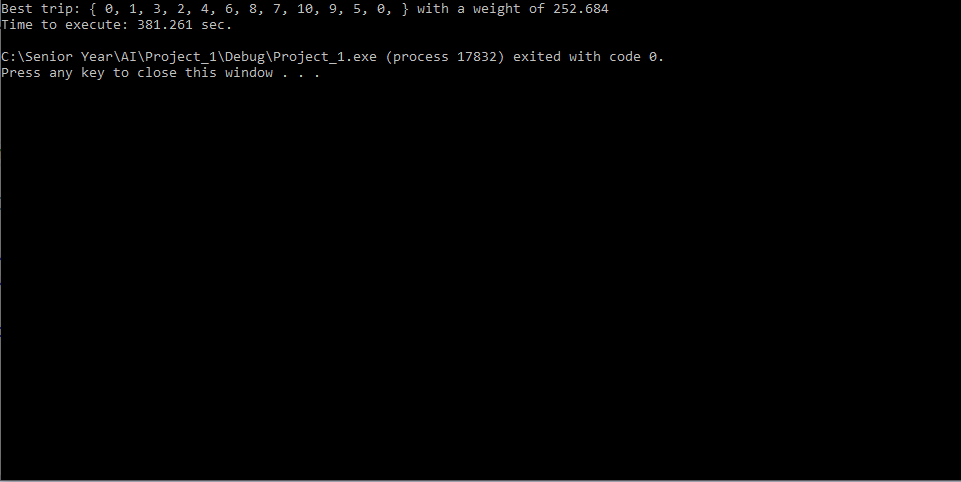 Best trip: { 0, 1, 3, 2, 4, 6, 8, 7, 10, 9, 5, 0, } with a weight of 252.684
Time to execute: 381.261 sec.
C:\Senior Year\AI\Project_1\Debug\Project_1.exe (process 17832) exited with code 0.
Press any key to close this window . . .